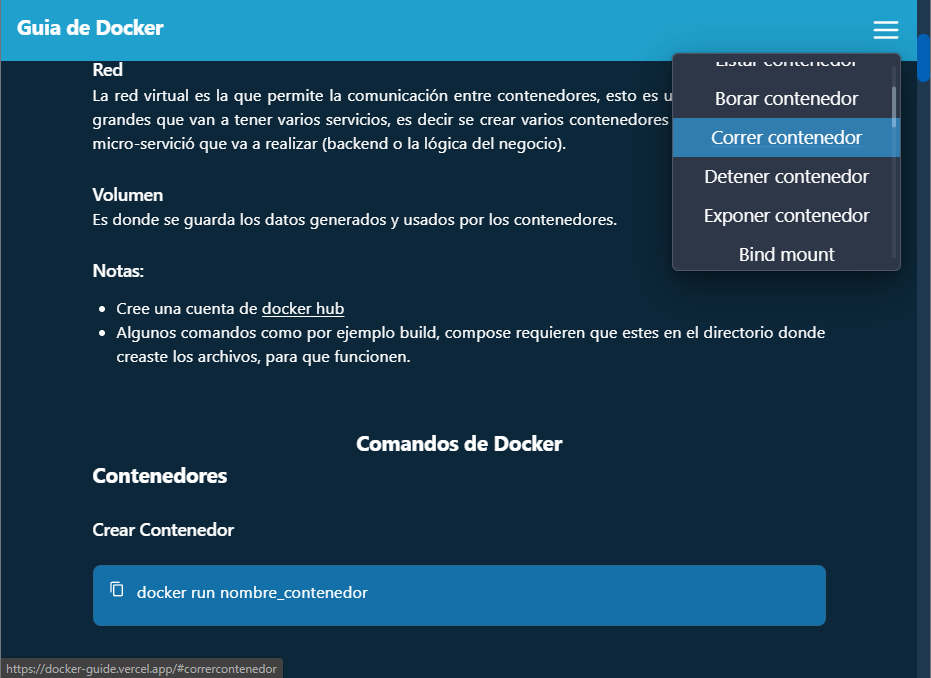 Guia de Docker
Listar contenedor
Borar contenedor
Correr contenedor
Detener contenedor
Exponer contenedor
Bind mount
Red
La red virtual es la que permite la comunicación entre contenedores, esto es
grandes que van a tener varios servicios, es decir se crear varios contenedores
micro-servició que va a realizar (backend o la lógica del negocio).
Volumen
Es donde se guarda los datos generados y usados por los contenedores.
Notas:
Cree una cuenta de docker hub
Algunos comandos como por ejemplo build, compose requieren que estes en el directorio donde
creaste los archivos, para que funcionen.
Comandos de Docker
Contenedores
Crear Contenedor
docker run nombre_contenedor
https://docker-guide.vercel.app/#corrercontenedor